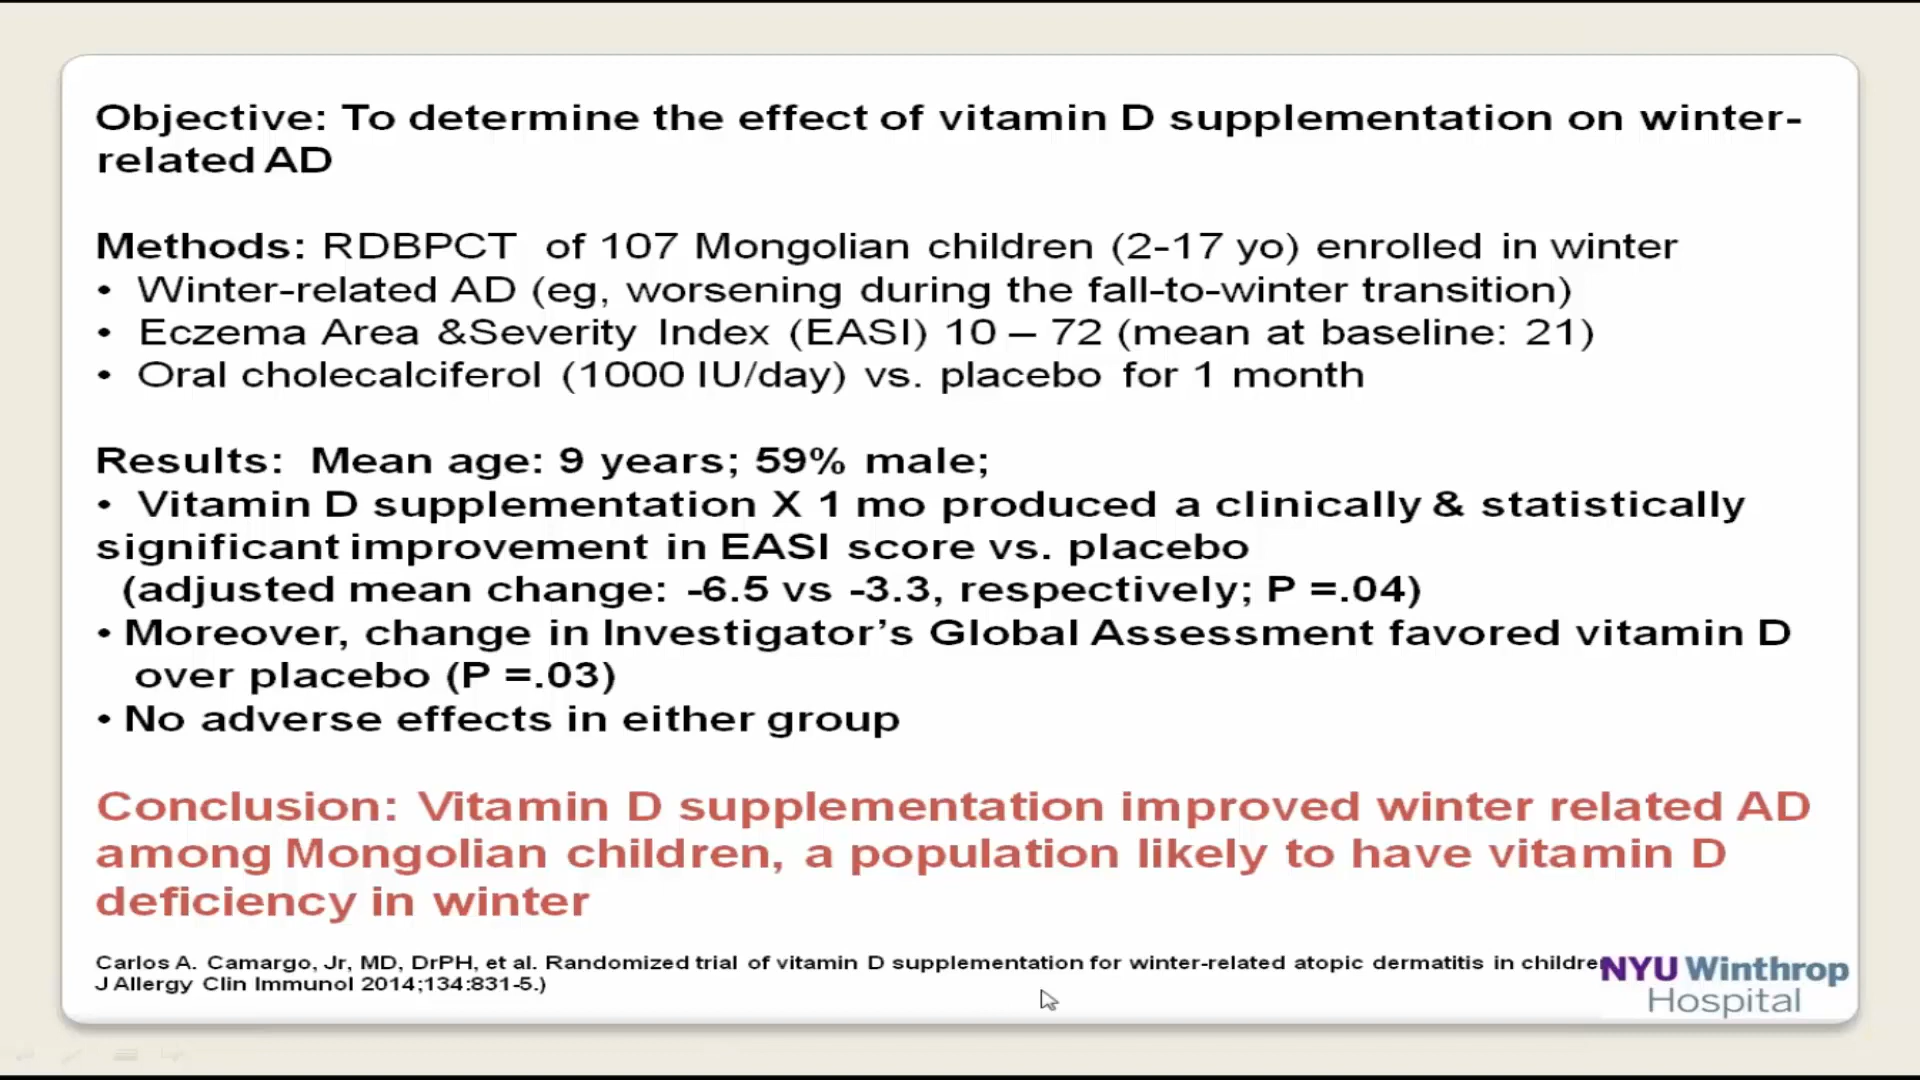 Objective: To determine the effect of vitamin D supplementation on winter-
related AD
Methods: RDBPCT of 107 Mongolian children (2-17 yo) enrolled in winter
• Winter-related AD (eg, worsening during the fall-to-winter transition)
• Eczema Area &Severity Index (EASI) 10 – 72 (mean at baseline: 21)
• Oral cholecalciferol (1000 IU/day) vs. placebo for 1 month
Results: Mean age: 9 years; 59% male;
• Vitamin D supplementation X 1 mo produced a clinically & statistically
significant improvement in EASI score vs. placebo
(adjusted mean change: -6.5 vs -3.3, respectively; P =.04)
• Moreover, change in Investigator’s Global Assessment favored vitamin D
over placebo (P =.03)
• No adverse effects in either group
Conclusion: Vitamin D supplementation improved winter related AD
among Mongolian children, a population likely to have vitamin D
deficiency in winter
Carlos A. Camargo, Jr, MD, DrPH, et al. Randomized trial of vitamin D supplementation for winter-related atopic dermatitis in childre
J Allergy Clin Immunol 2014;134:831-5.)
NYU Winthrop
Hospital